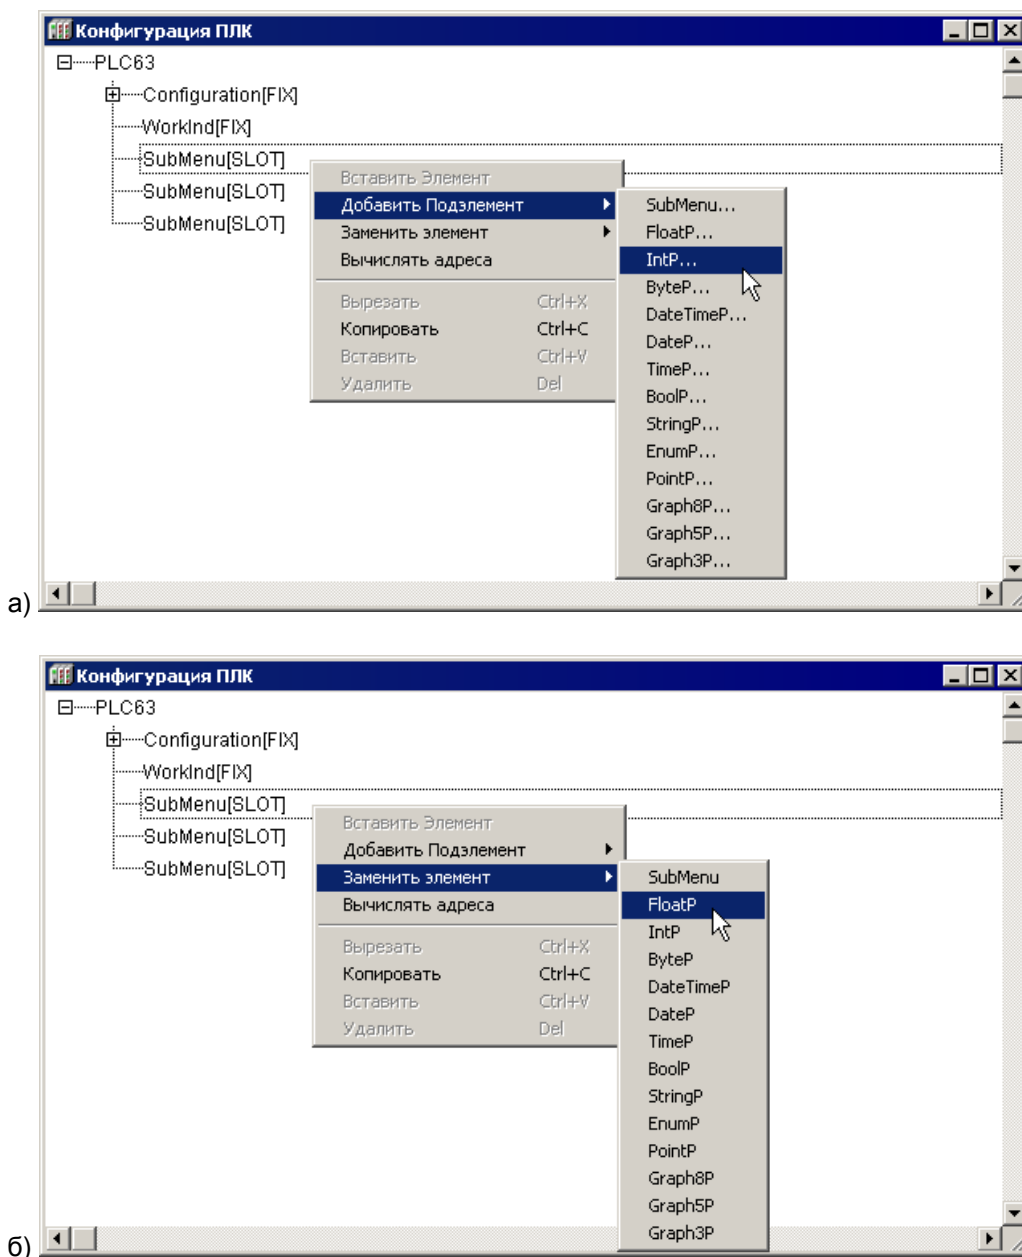 Конфигурация ПЛК
PLC63
Configuration[FIX]
WorkInd[FIX]
SubMenu[SLOT]
SubMenu[SLOT]
SubMenu[SLOT]
Вставить Элемент
Добавить Подэлемент
Заменить элемент
Вычислять адреса
Вырезать Ctrl+X
Копировать Ctrl+C
Вставить Ctrl+V
Удалить Del
SubMenu...
FloatP...
IntP...
ByteP...
DateTimeP...
DateP...
TimeP...
BoolP...
StringP...
EnumP...
PointP...
Graph8P...
Graph5P...
Graph3P...
а)
Конфигурация ПЛК
PLC63
Configuration[FIX]
WorkInd[FIX]
SubMenu[SLOT]
SubMenu[SLOT]
SubMenu[SLOT]
Вставить Элемент
Добавить Подэлемент
Заменить элемент
Вычислять адреса
Вырезать Ctrl+X
Копировать Ctrl+C
Вставить Ctrl+V
Удалить Del
SubMenu
FloatP
IntP
ByteP
DateTimeP
DateP
TimeP
BoolP
StringP
EnumP
PointP
Graph8P
Graph5P
Graph3P
б)